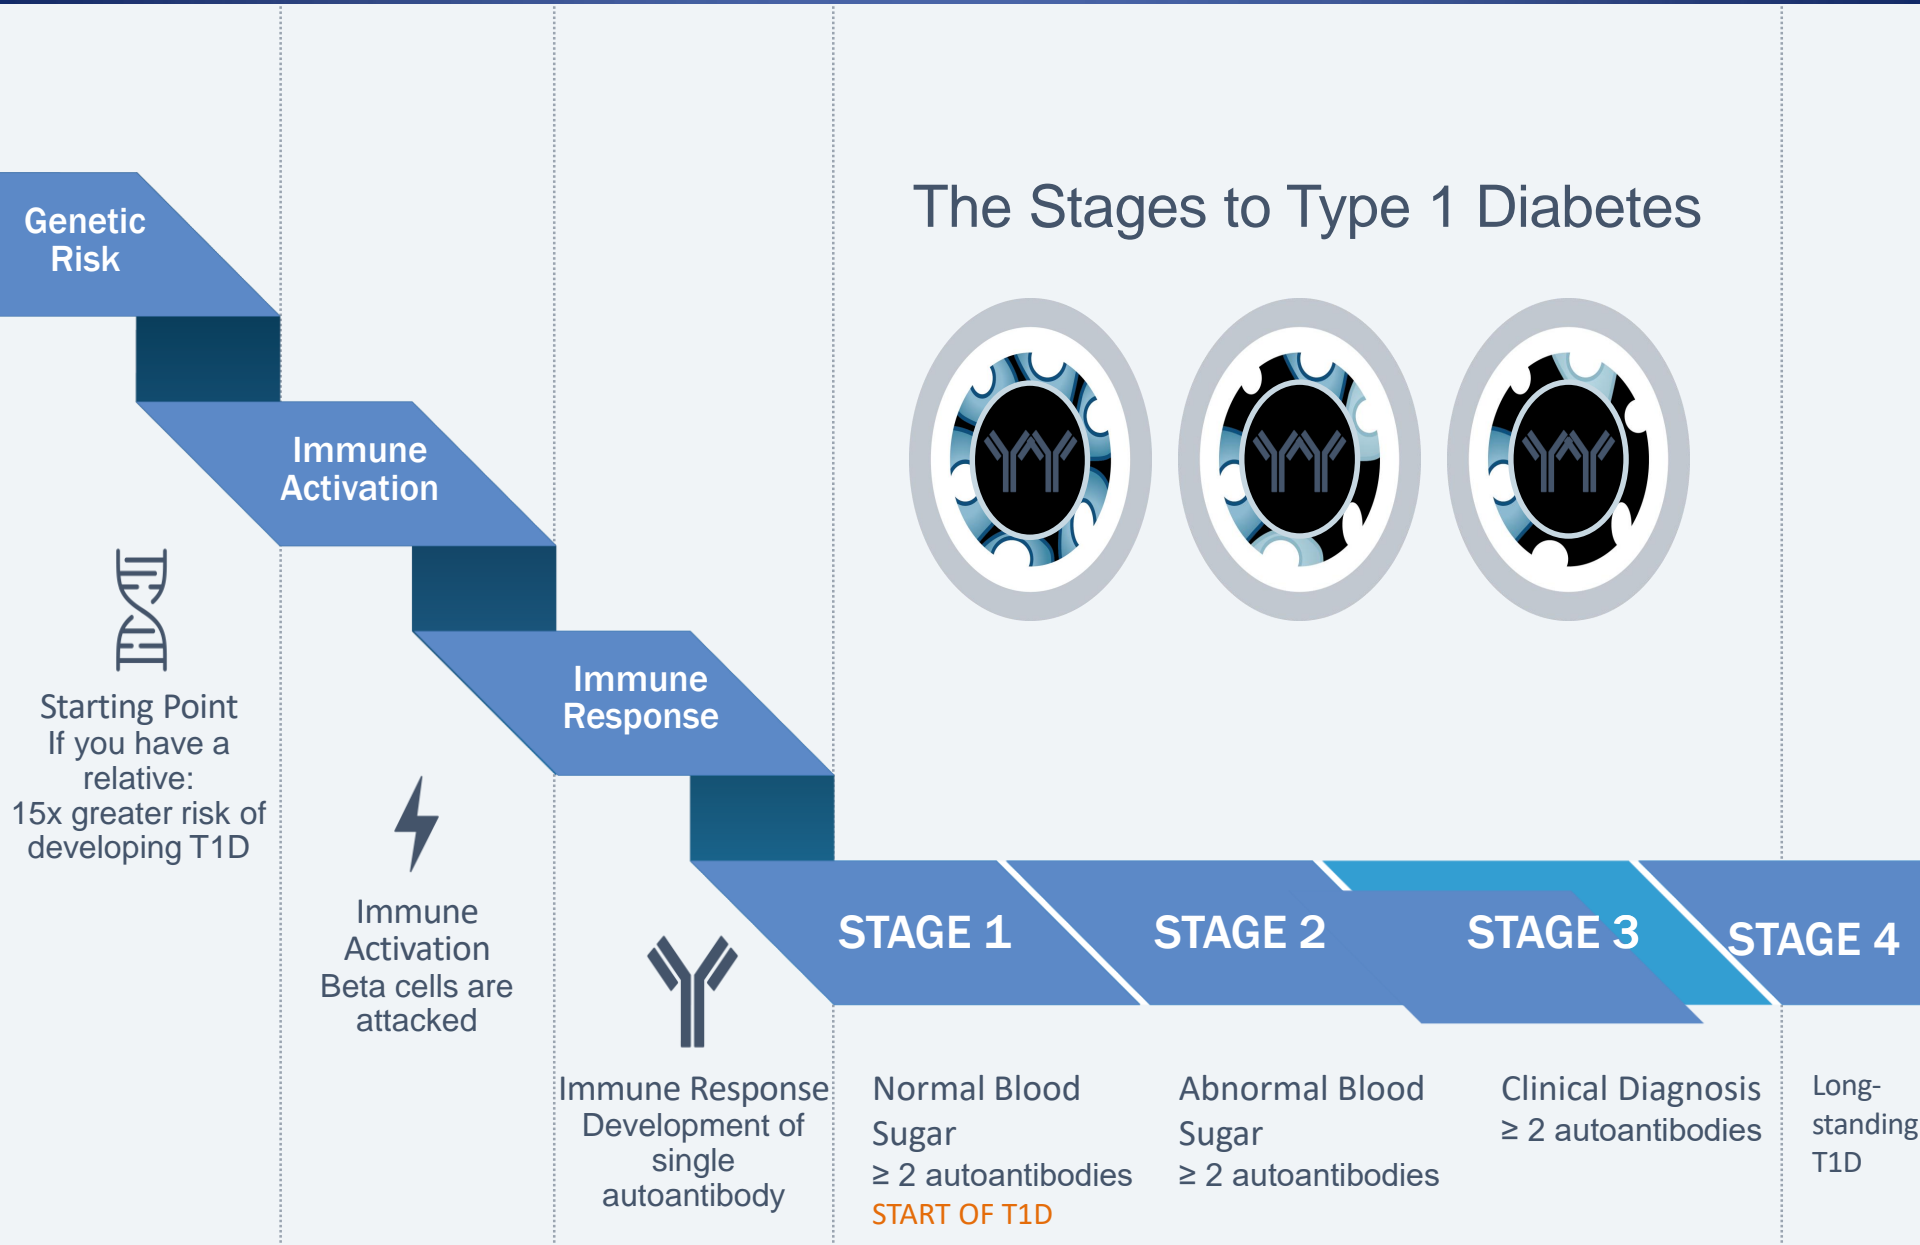 The Stages to Type 1 Diabetes
Genetic
Risk
Immune
Activation
Immune
Response
STAGE 1
STAGE 2
STAGE 3
STAGE 4
Starting Point
If you have a
relative:
15x greater risk of
developing T1D
Immune
Activation
Beta cells are
attacked
Immune Response
Development of
single
autoantibody
Normal Blood
Sugar
≥ 2 autoantibodies
START OF T1D
Abnormal Blood
Sugar
≥ 2 autoantibodies
Clinical Diagnosis
≥ 2 autoantibodies
Long-
standing
T1D